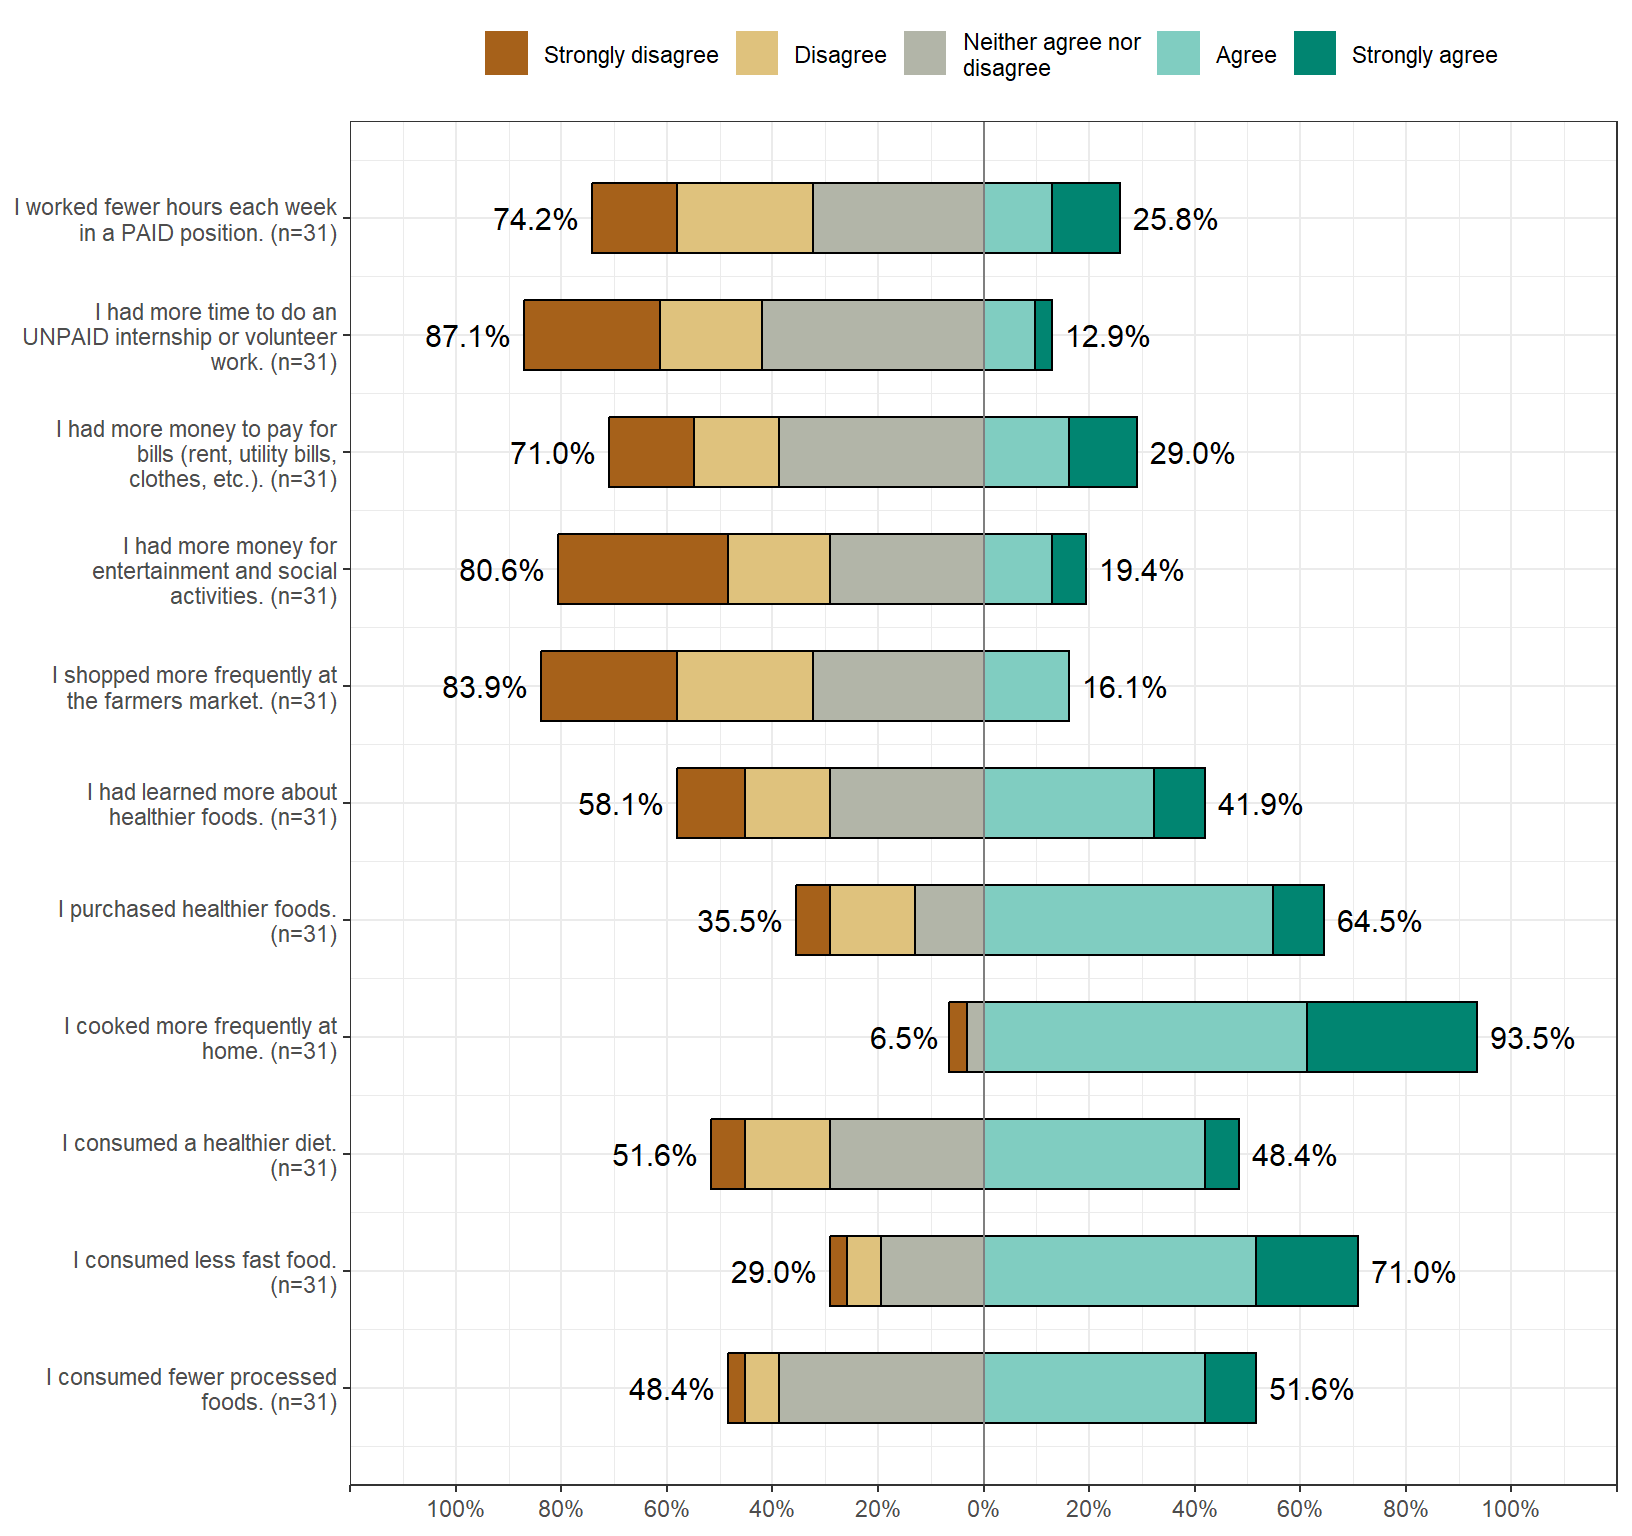 Strongly disagree
Disagree
Neither agree nor
disagree
Agree
Strongly agree
I worked fewer hours each week
in a PAID position. (n=31)
74.2%
25.8%
I had more time to do an
UNPAID internship or volunteer
work. (n=31)
87.1%
12.9%
I had more money to pay for
bills (rent, utility bills,
clothes, etc.). (n=31)
71.0%
29.0%
I had more money for
entertainment and social
activities. (n=31)
80.6%
19.4%
I shopped more frequently at
the farmers market. (n=31)
83.9%
16.1%
I had learned more about
healthier foods. (n=31)
58.1%
41.9%
I purchased healthier foods.
(n=31)
35.5%
64.5%
I cooked more frequently at
home. (n=31)
6.5%
93.5%
I consumed a healthier diet.
(n=31)
51.6%
48.4%
I consumed less fast food.
(n=31)
29.0%
71.0%
I consumed fewer processed
foods. (n=31)
48.4%
51.6%
100% 80% 60% 40% 20% 0% 20% 40% 60% 80% 100%